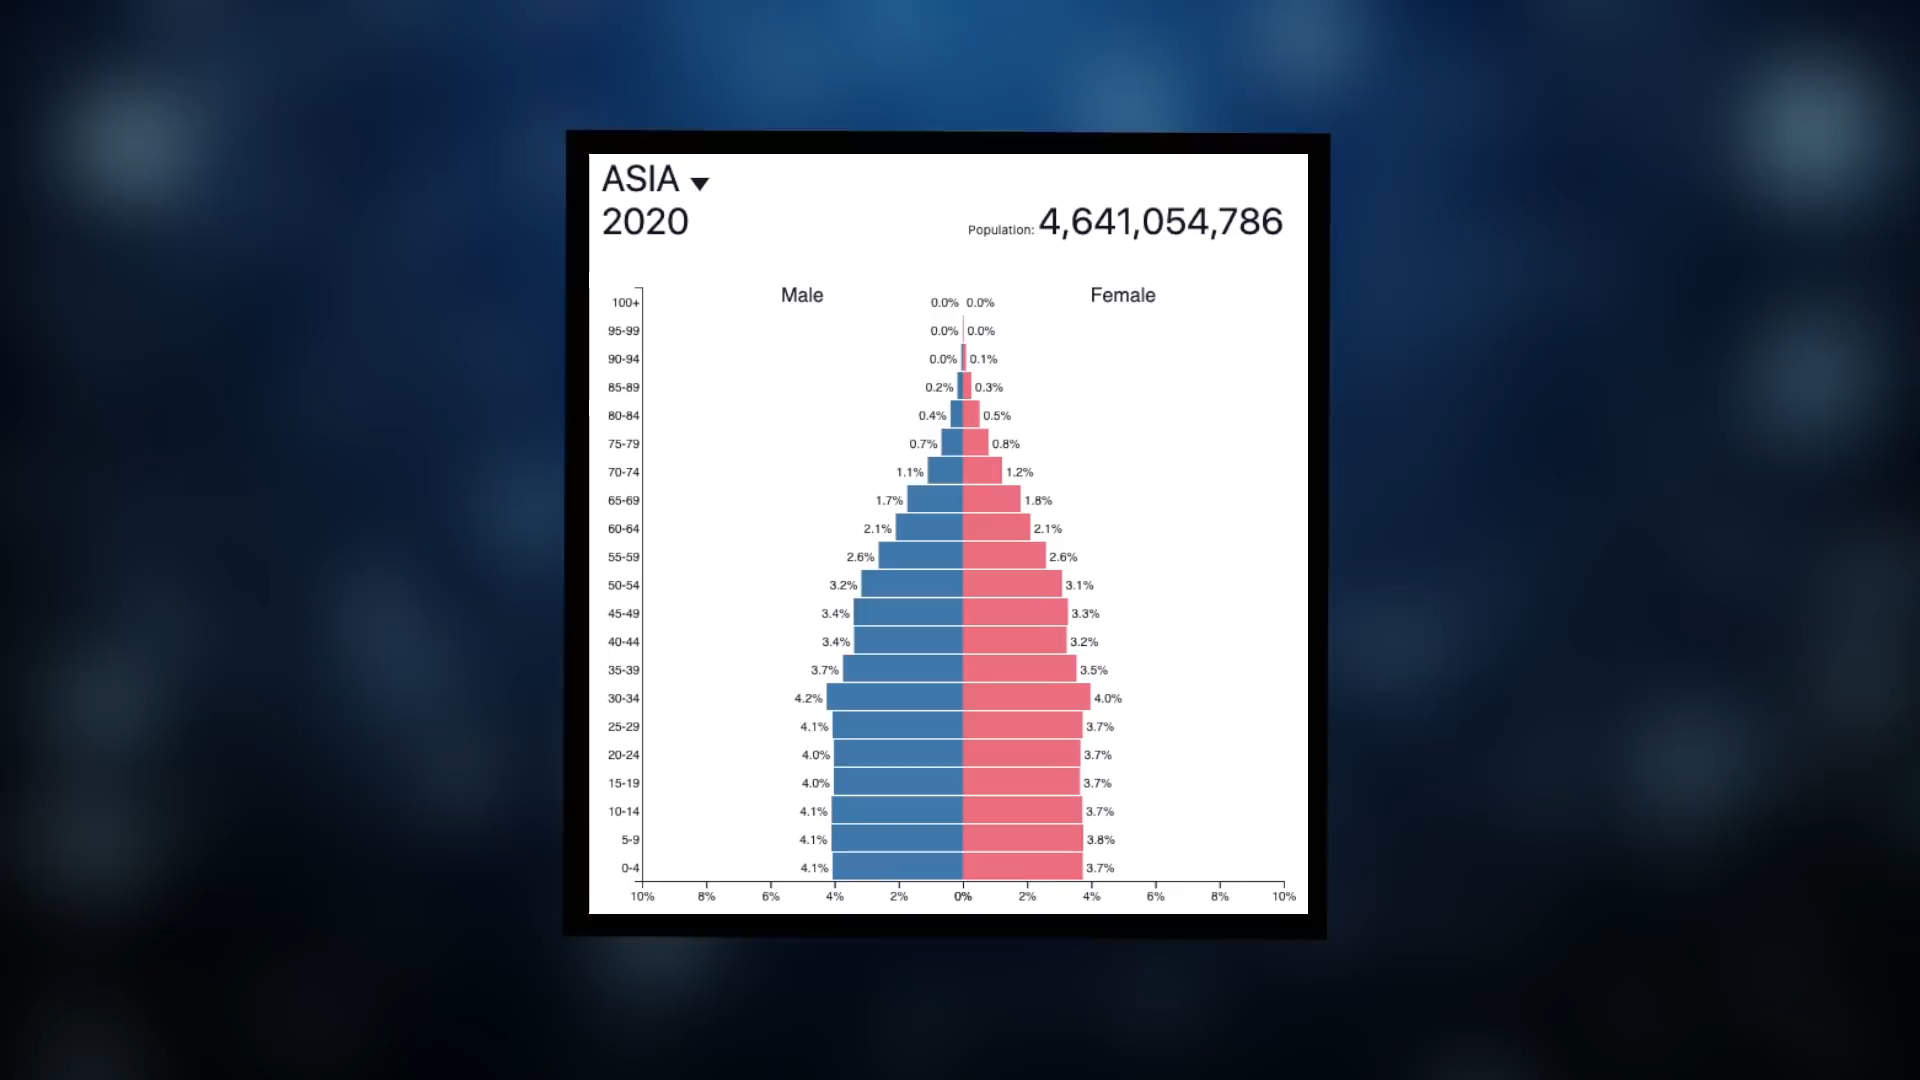 ASIA
2020
Population: 4,641,054,786
Male Female
100+ 0.0% 0.0%
95-99 0.0% 0.0%
90-94 0.0% 0.1%
85-89 0.2% 0.3%
80-84 0.4% 0.5%
75-79 0.7% 0.8%
70-74 1.1% 1.2%
65-69 1.7% 1.8%
60-64 2.1% 2.1%
55-59 2.6% 2.6%
50-54 3.2% 3.1%
45-49 3.4% 3.3%
40-44 3.4% 3.2%
35-39 3.7% 3.5%
30-34 4.2% 4.0%
25-29 4.1% 3.7%
20-24 4.0% 3.7%
15-19 4.0% 3.7%
10-14 4.1% 3.7%
5-9 4.1% 3.8%
0-4 4.1% 3.7%
10% 8% 6% 4% 2% 0% 2% 4% 6% 8% 10%